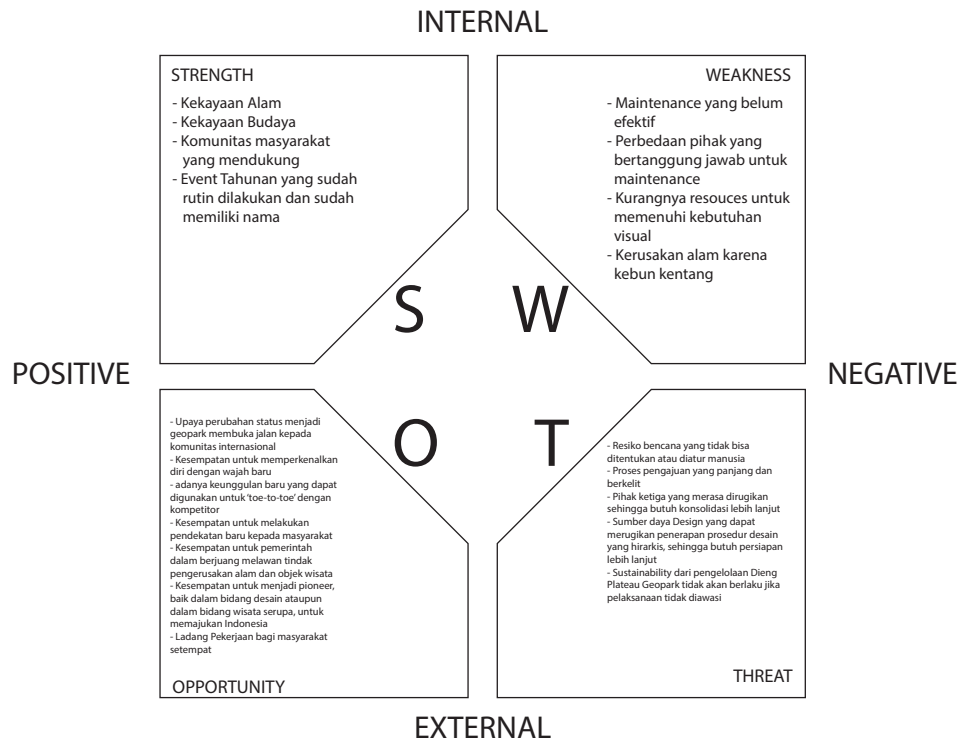 INTERNAL
STRENGTH
- Kekayaan Alam
- Kekayaan Budaya
- Komunitas masyarakat
yang mendukung
- Event Tahunan yang sudah
rutin dilakukan dan sudah
memiliki nama
WEAKNESS
- Maintenance yang belum
efektif
- Perbedaan pihak yang
bertanggung jawab untuk
maintenance
- Kurangnya resouces untuk
memenuhi kebutuhan
visual
- Kerusakan alam karena
kebun kentang
S W
POSITIVE
NEGATIVE
O T
- Upaya perubahan status menjadi
geopark membuka jalan kepada
komunitas internasional
- Kesempatan untuk memperkenalkan
diri dengan wajah baru
- adanya keunggulan baru yang dapat
digunakan untuk 'toe-to-toe' dengan
kompetitor
- Kesempatan untuk melakukan
pendekatan baru kepada masyarakat
- Kesempatan untuk pemerintah
dalam berjuang melawan tindak
pengerusakan alam dan objek wisata
- Kesempatan untuk menjadi pioneer,
baik dalam bidang desain ataupun
dalam bidang wisata serupa, untuk
memajukan Indonesia
- Ladang Pekerjaan bagi masyarakat
setempat
OPPORTUNITY
- Resiko bencana yang tidak bisa
ditentukan atau diatur manusia
- Proses pengajuan yang panjang dan
berkelit
- Pihak ketiga yang merasa dirugikan
sehingga butuh konsolidasi lebih lanjut
- Sumber daya Design yang dapat
merugikan penerapan prosedur desain
yang hirarkis, sehingga butuh persiapan
lebih lanjut
- Sustainability dari pengelolaan Dieng
Plateau Geopark tidak akan berlaku jika
pelaksanaan tidak diawasi
THREAT
EXTERNAL